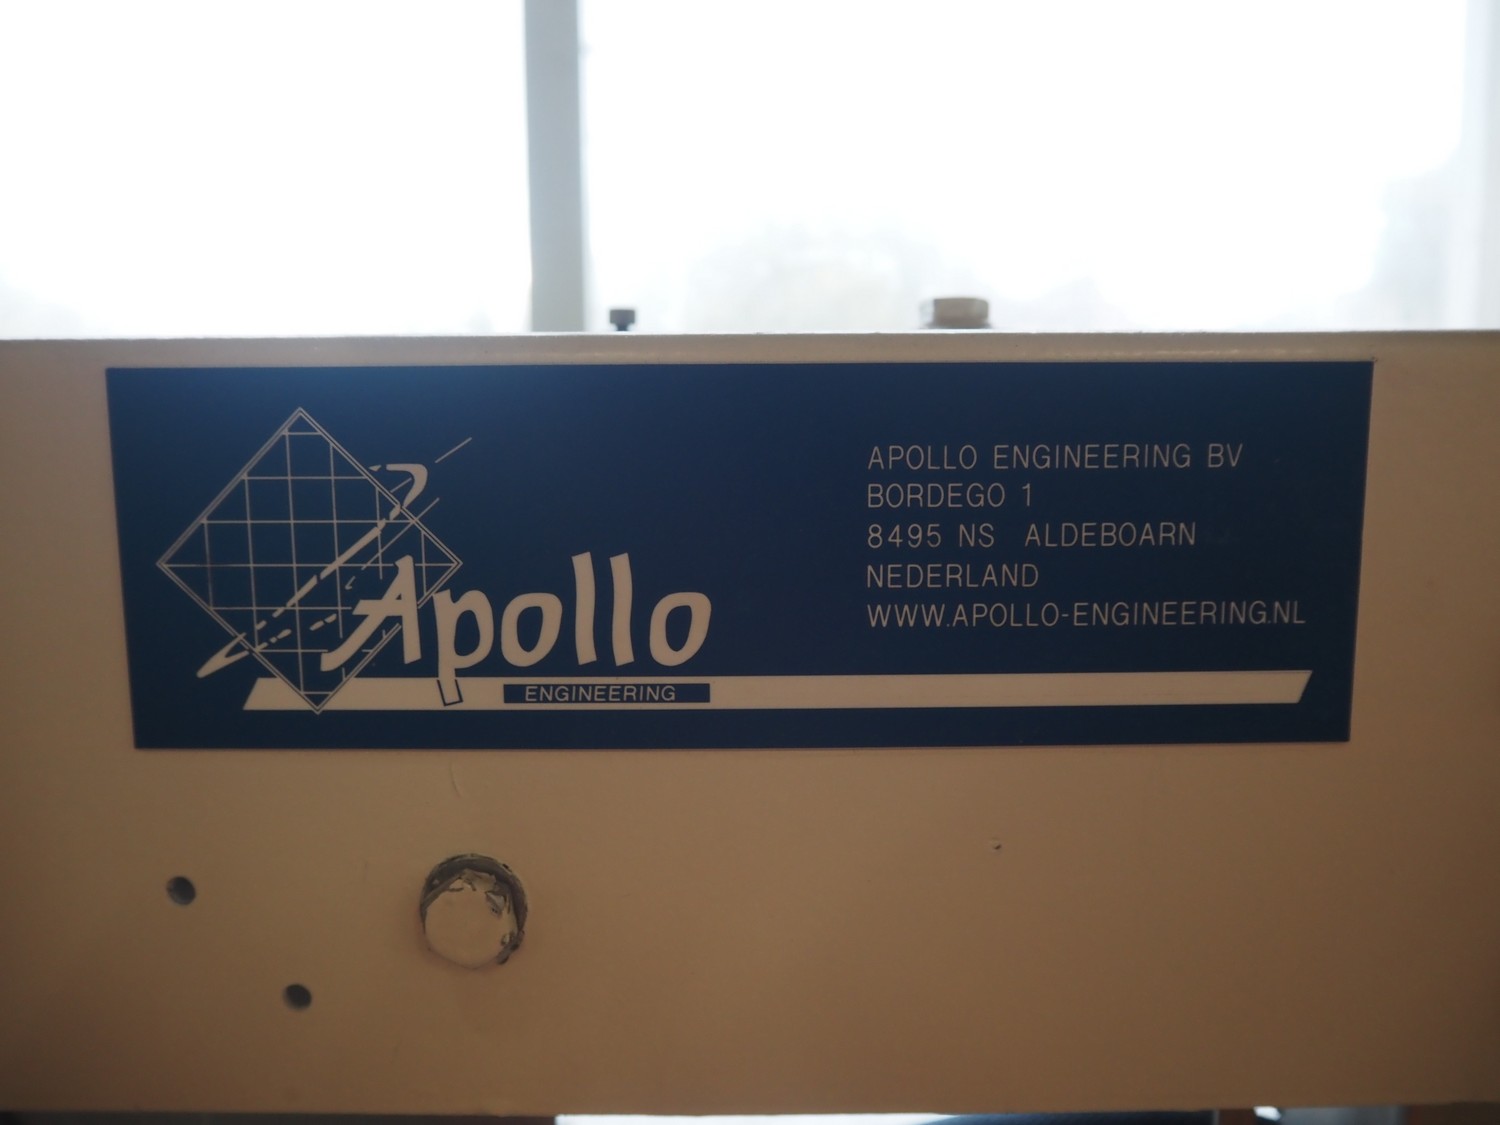 Apollo
ENGINEERING
APOLLO ENGINEERING BV
BORDEGO 1
8495 NS ALDEBOARN
NEDERLAND
WWW.APOLLO-ENGINEERING.NL